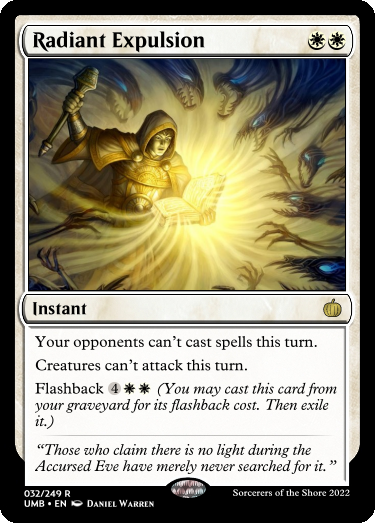 Radiant Expulsion
Instant
Your opponents can't cast spells this turn.
Creatures can't attack this turn.
Flashback 4 (You may cast this card from
your graveyard for its flashback cost. Then exile
it.)
“Those who claim there is no light during the
Accursed Eve have merely never searched for it.”
032/249 R
Sorcerers of the Shore 2022
UMB • EN Daniel Warren